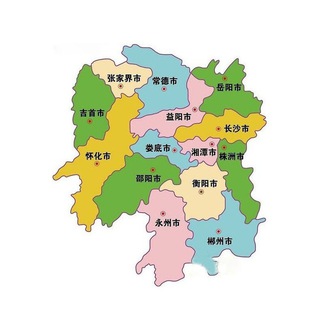 张家界市
常德市
岳阳市
吉首市
益阳市
长沙市
怀化市
娄底市
湘潭市
株洲市
邵阳市
衡阳市
永州市
郴州市